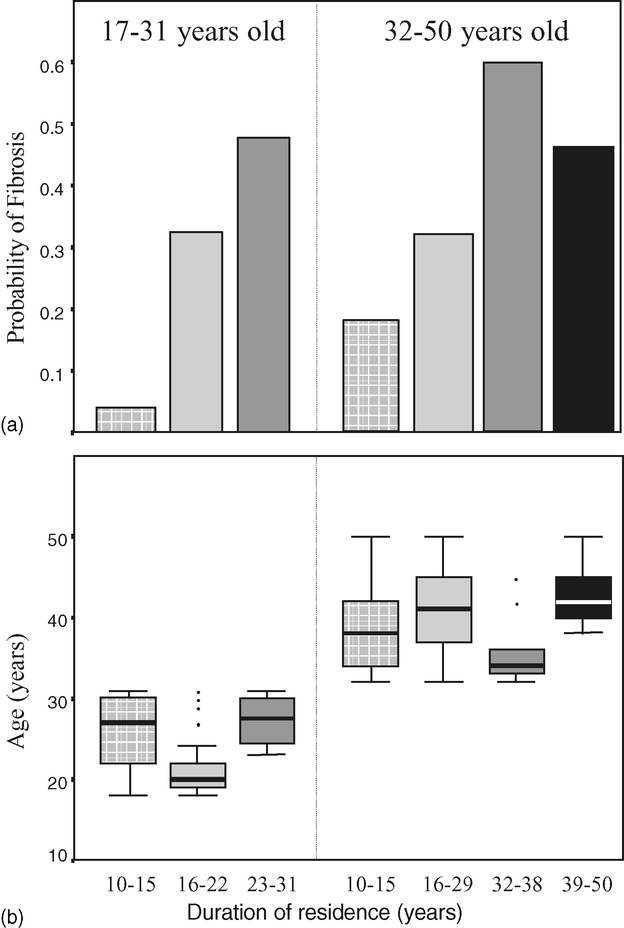 17-31 years old 32-50 years old
0.6
0.5
0.4
0.3
0.2
0.1
Probability of Fibrosis
(a)
50
40
30
20
10
Age (years)
10-15 16-22 23-31 10-15 16-29 32-38 39-50
Duration of residence (years)
(b)